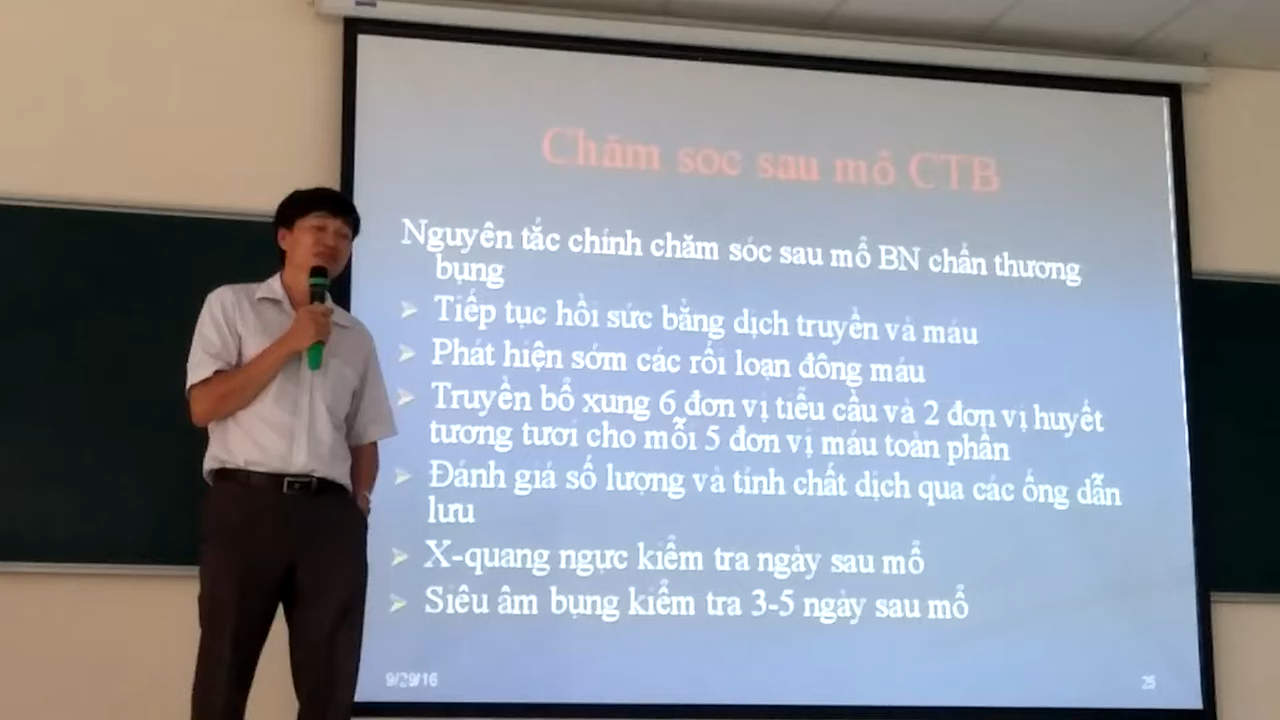 Chăm sóc sau mổ CTB
Nguyên tắc chính chăm sóc sau mổ BN chấn thương
bụng
Tiếp tục hồi sức bằng dịch truyền và máu
Phát hiện sớm các rối loạn đông máu
Truyền bổ xung 6 đơn vị tiểu cầu và 2 đơn vị huyết
tương tươi cho mỗi 5 đơn vị máu toàn phần
Đánh giá số lượng và tính chất dịch qua các ống dẫn
lưu
X-quang ngực kiểm tra ngày sau mổ
Siêu âm bụng kiểm tra 3-5 ngày sau mổ
9/29/16
25